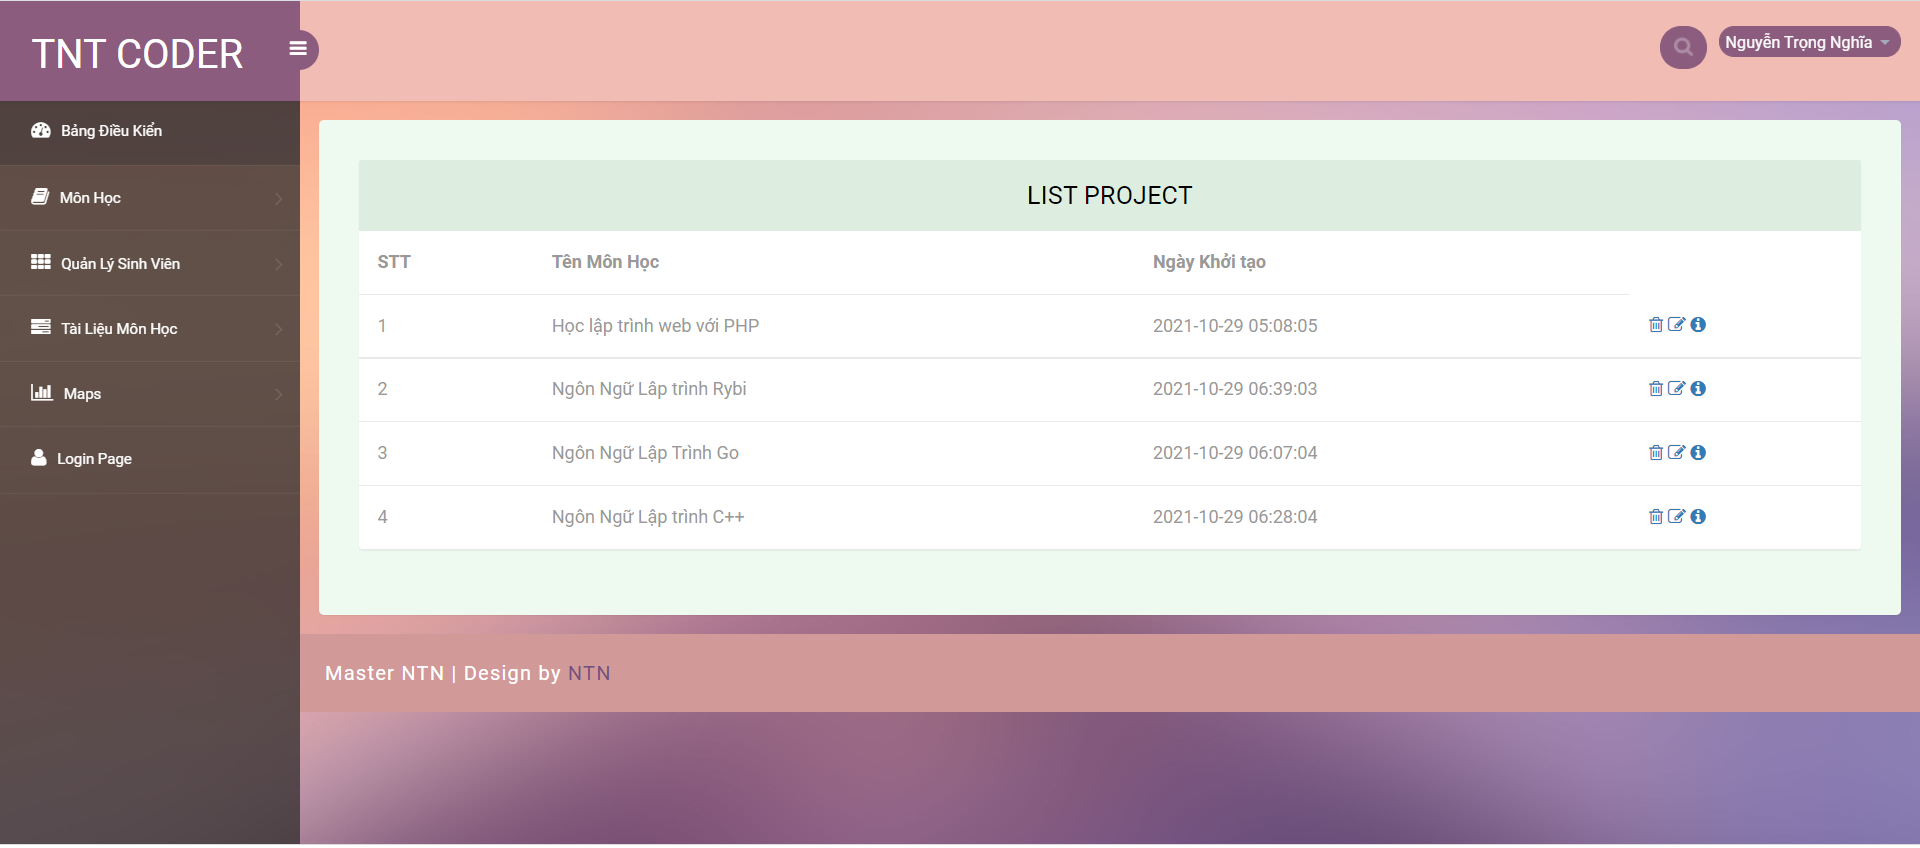 TNT CODER
Nguyễn Trọng Nghĩa
Bảng Điều Kiển
Môn Học
Quản Lý Sinh Viên
Tài Liệu Môn Học
Maps
Login Page
LIST PROJECT
STT Tên Môn Học Ngày Khởi tạo
1 Học lập trình web với PHP 2021-10-29 05:08:05
2 Ngôn Ngữ Lâp trình Rybi 2021-10-29 06:39:03
3 Ngôn Ngữ Lập Trình Go 2021-10-29 06:07:04
4 Ngôn Ngữ Lập trình C++ 2021-10-29 06:28:04
Master NTN | Design by NTN